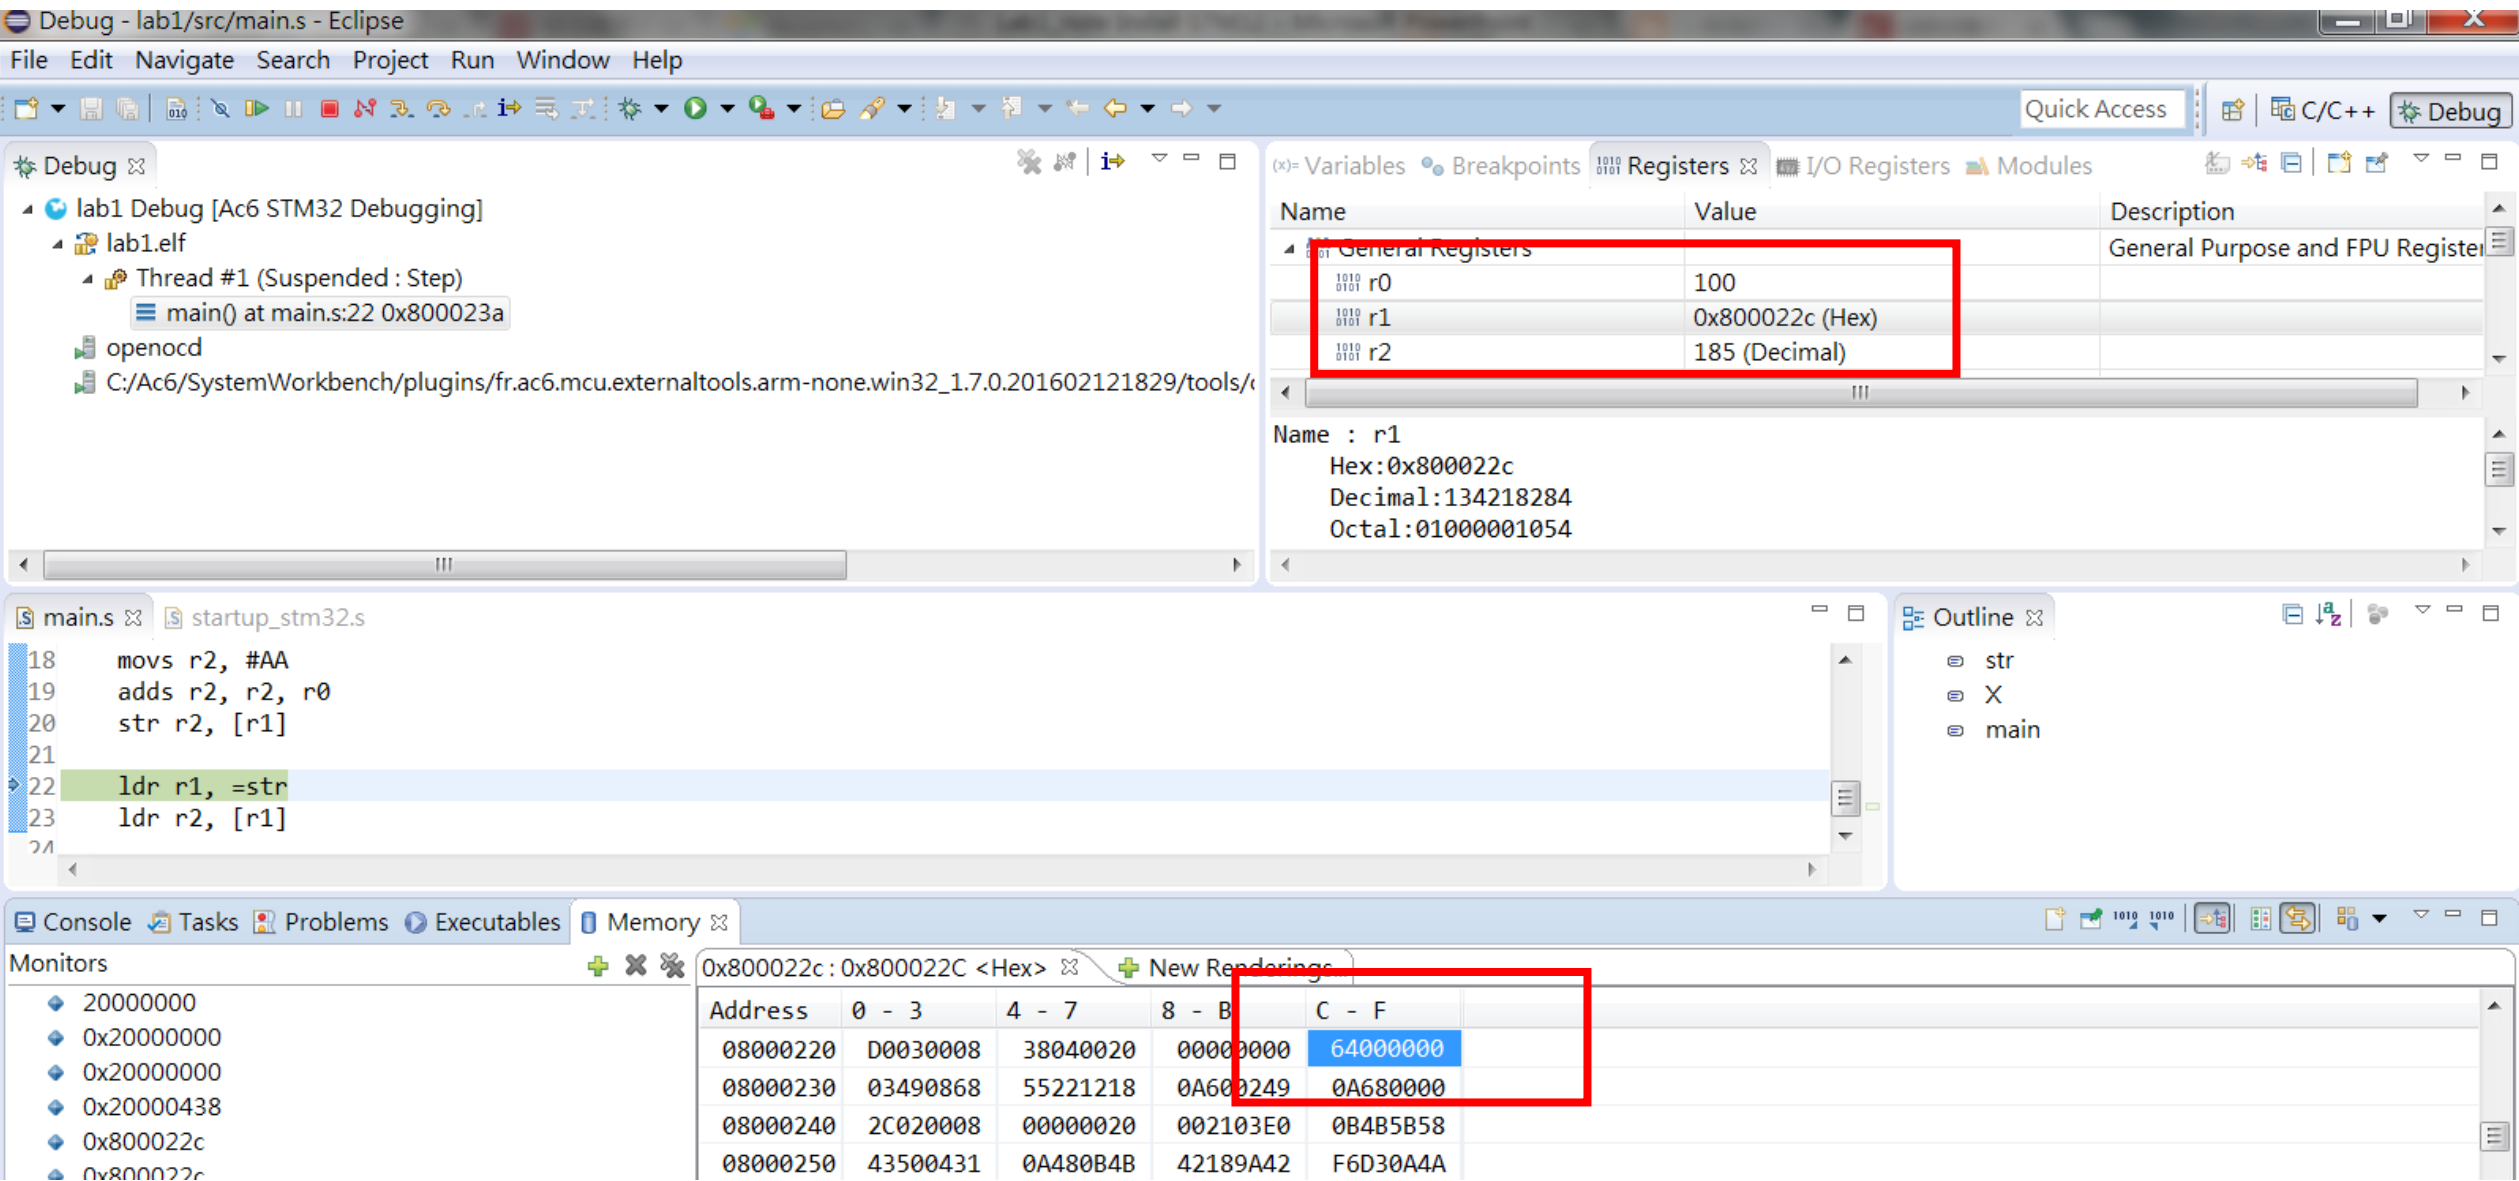 Debug - lab1/src/main.s - Eclipse
File Edit Navigate Search Project Run Window Help
Quick Access
C/C++
Debug
Debug
lab1 Debug [Ac6 STM32 Debugging]
lab1.elf
Thread #1 (Suspended : Step)
main() at main.s:22 0x800023a
openocd
C:/Ac6/SystemWorkbench/plugins/fr.ac6.mcu.externaltools.arm-none.win32_1.7.0.201602121829/tools/
(x)= Variables Breakpoints Registers I/O Registers Modules
Name Value Description
General Registers General Purpose and FPU Register
r0 100
r1 0x800022c (Hex)
r2 185 (Decimal)
Name : r1
Hex:0x800022c
Decimal:134218284
Octal:01000001054
main.s startup_stm32.s
18 movs r2, #AA
19 adds r2, r2, r0
20 str r2, [r1]
21
22 ldr r1, =str
23 ldr r2, [r1]
24
Outline
str
X
main
Console Tasks Problems Executables Memory
Monitors
20000000
0x20000000
0x20000000
0x20000438
0x800022c
0x800022c
0x800022c : 0x800022C <Hex> New Renderings...
Address 0 - 3 4 - 7 8 - B C - F
08000220 D0030008 38040020 00000000 64000000
08000230 03490868 55221218 0A600249 0A680000
08000240 2C020008 00000020 002103E0 0B4B5B58
08000250 43500431 0A480B4B 42189A42 F6D30A4A